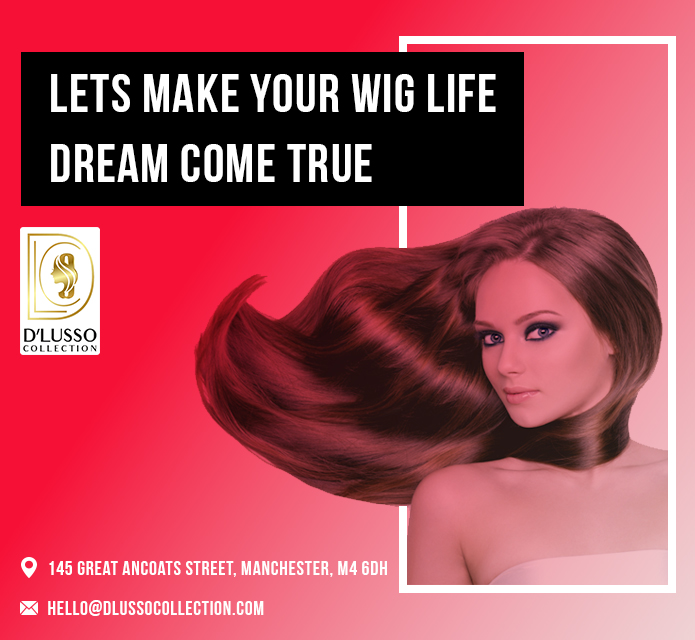 LETS MAKE YOUR WIG LIFE
DREAM COME TRUE
D'LUSSO
COLLECTION
145 GREAT ANCOATS STREET, MANCHESTER, M4 6DH
HELLO@DLUSSOCOLLECTION.COM